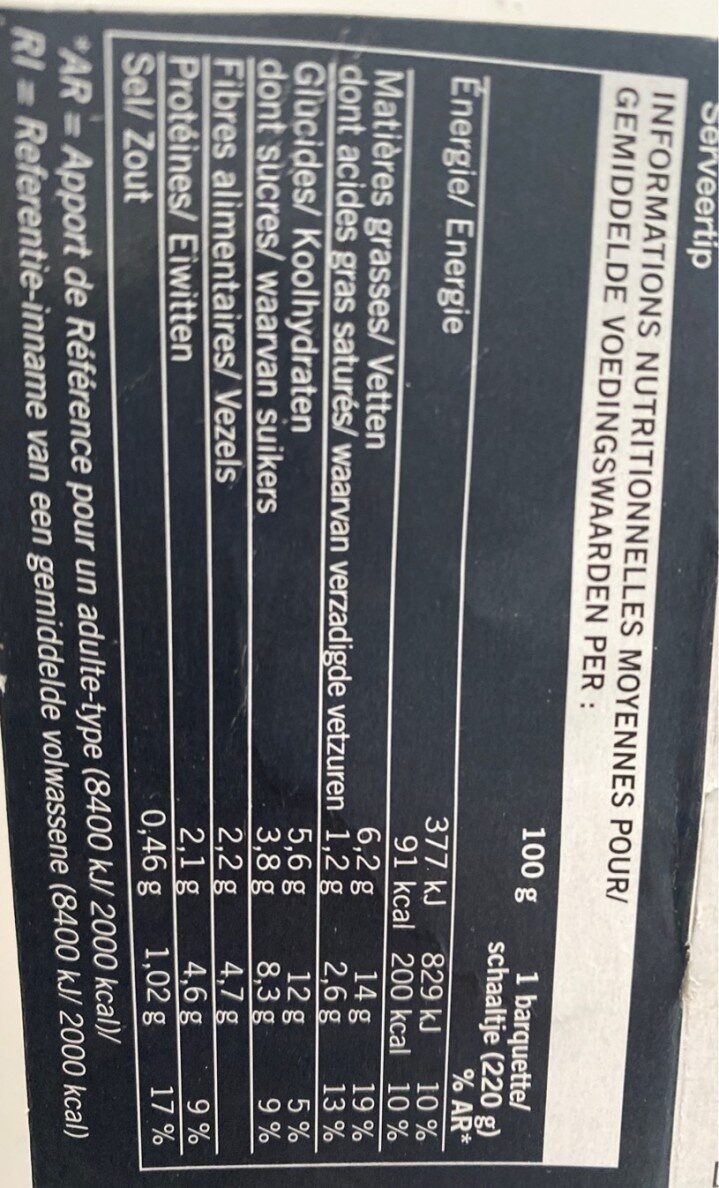 Serveertip
INFORMATIONS NUTRITIONNELLES MOYENNES POUR/
GEMIDDELDE VOEDINGSWAARDEN PER :
100 g 1 barquette/
schaaltje (220 g)
% AR*
Énergie/ Energie 377 kJ 829 kJ 10 %
91 kcal 200 kcal 10 %
Matières grasses/ Vetten 6,2 g 14 g 19 %
dont acides gras saturés/ waarvan verzadigde vetzuren 1,2 g 2,6 g 13 %
Glucides/ Koolhydraten 5,6 g 12 g 5 %
dont sucres/ waarvan suikers 3,8 g 8,3 g 9 %
Fibres alimentaires/ Vezels 2,2 g 4,7 g
Protéines/ Eiwitten 2,1 g 4,6 g 9 %
Sel/ Zout 0,46 g 1,02 g 17 %
*AR = Apport de Référence pour un adulte-type (8400 kJ/ 2000 kcal)/
RI = Referentie-inname van een gemiddelde volwassene (8400 kJ/ 2000 kcal)